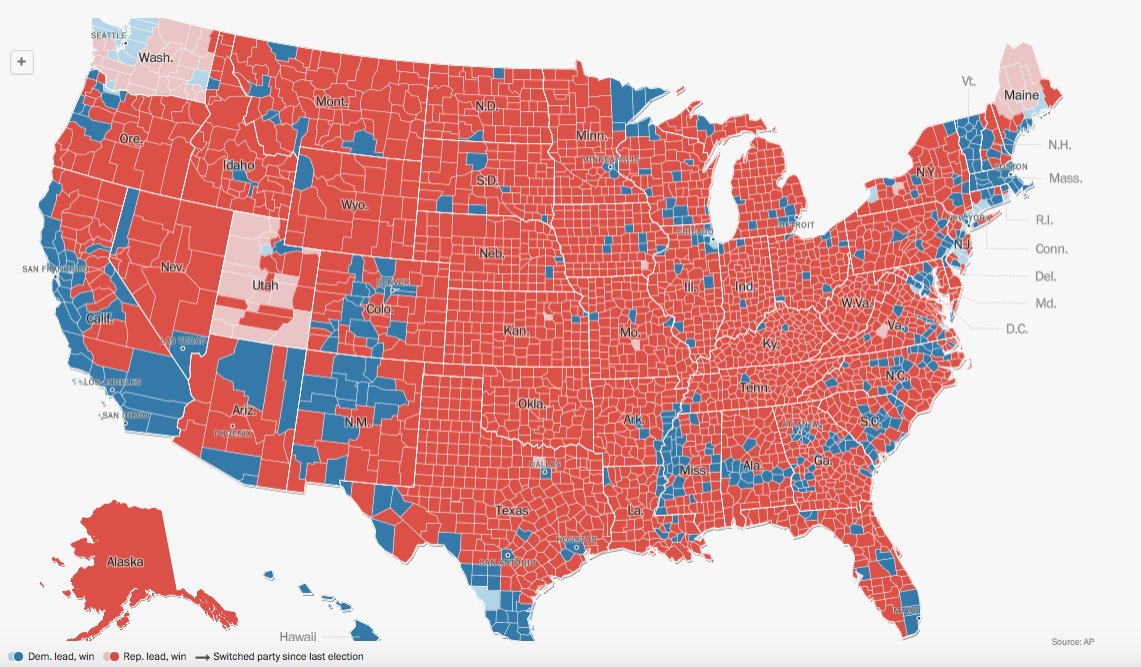 +
SEATTLE
Wash.
Mont.
N.D.
Minn.
Vt.
Maine
Ore.
Idaho
MINNEAPOLIS
N.H.
BOSTON
Mass.
S.D.
Wyo.
N.Y.
NEW YORK
R.I.
CHICAGO
DETROIT
Neb.
N.J.
Conn.
SAN FRANCISCO
Nev.
Utah
DENVER
Colo.
Ill.
Ind.
Del.
W.Va.
Md.
Calif.
Kan.
Mo.
Va.
D.C.
LAS VEGAS
Ky.
LOS ANGELES
Tenn.
N.C.
SAN DIEGO
Ariz.
PHOENIX
N.M.
Okla.
Ark.
S.C.
ATLANTA
DALLAS
Miss.
Ala.
Ga.
Texas
La.
HOUSTON
SAN ANTONIO
Alaska
MIAMI
Hawaii
Source: AP
Dem. lead, win Rep. lead, win Switched party since last election